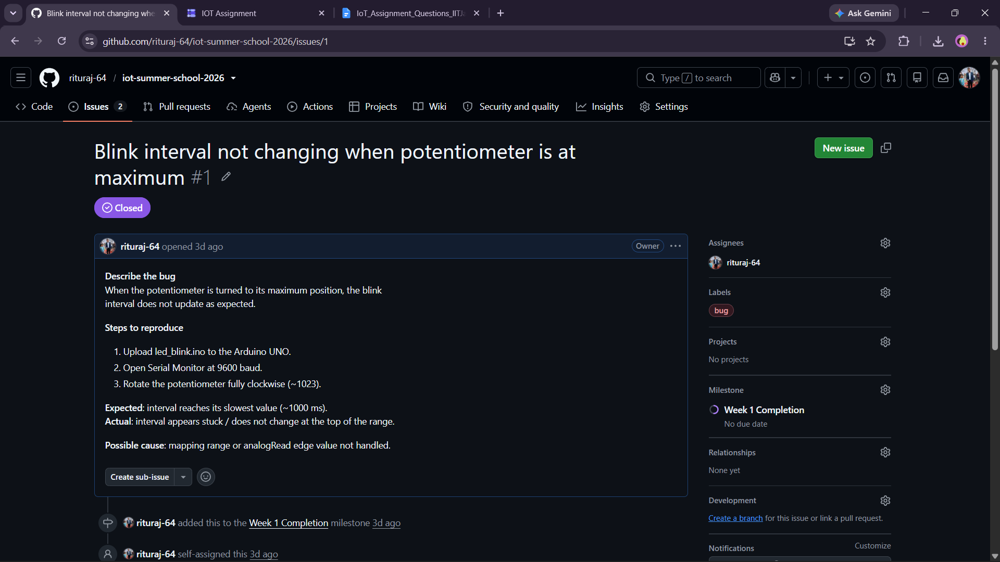 Blink interval not changing whe
IOT Assignment
IoT_Assignment_Questions_IITJa
Ask Gemini
github.com/rituraj-64/iot-summer-school-2026/issues/1
rituraj-64 / iot-summer-school-2026
Type / to search
Code
Issues 2
Pull requests
Agents
Actions
Projects
Wiki
Security and quality
Insights
Settings
Blink interval not changing when potentiometer is at
maximum #1
New issue
Closed
rituraj-64 opened 3d ago
Owner
Describe the bug
When the potentiometer is turned to its maximum position, the blink
interval does not update as expected.
Steps to reproduce
1. Upload led_blink.ino to the Arduino UNO.
2. Open Serial Monitor at 9600 baud.
3. Rotate the potentiometer fully clockwise (~1023).
Expected: interval reaches its slowest value (~1000 ms).
Actual: interval appears stuck / does not change at the top of the range.
Possible cause: mapping range or analogRead edge value not handled.
Create sub-issue
rituraj-64 added this to the Week 1 Completion milestone 3d ago
rituraj-64 self-assigned this 3d ago
Assignees
rituraj-64
Labels
bug
Projects
No projects
Milestone
Week 1 Completion
No due date
Relationships
None yet
Development
Create a branch for this issue or link a pull request.
Notifications
Customize